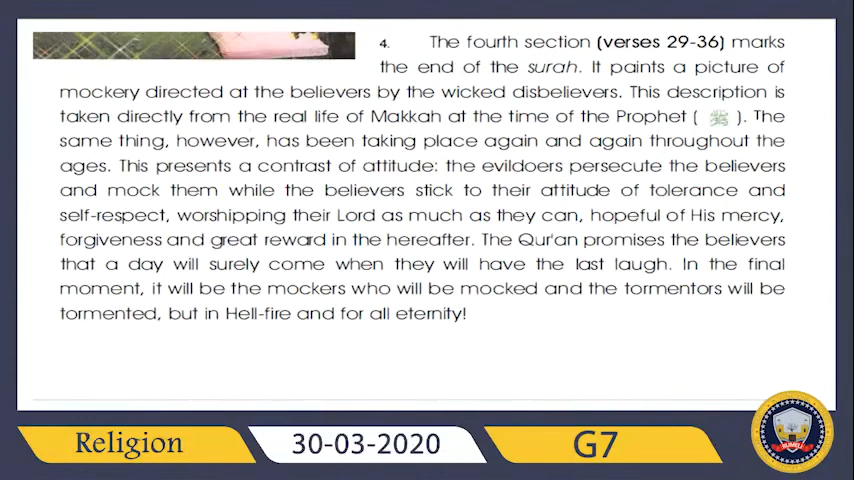 4. The fourth section (verses 29-36) marks
the end of the surah. It paints a picture of
mockery directed at the believers by the wicked disbelievers. This description is
taken directly from the real life of Makkah at the time of the Prophet ( ﷺ ). The
same thing, however, has been taking place again and again throughout the
ages. This presents a contrast of attitude: the evildoers persecute the believers
and mock them while the believers stick to their attitude of tolerance and
self-respect, worshipping their Lord as much as they can, hopeful of His mercy,
forgiveness and great reward in the hereafter. The Qur'an promises the believers
that a day will surely come when they will have the last laugh. In the final
moment, it will be the mockers who will be mocked and the tormentors will be
tormented, but in Hell-fire and for all eternity!
Religion
30-03-2020
G7
RUMELI